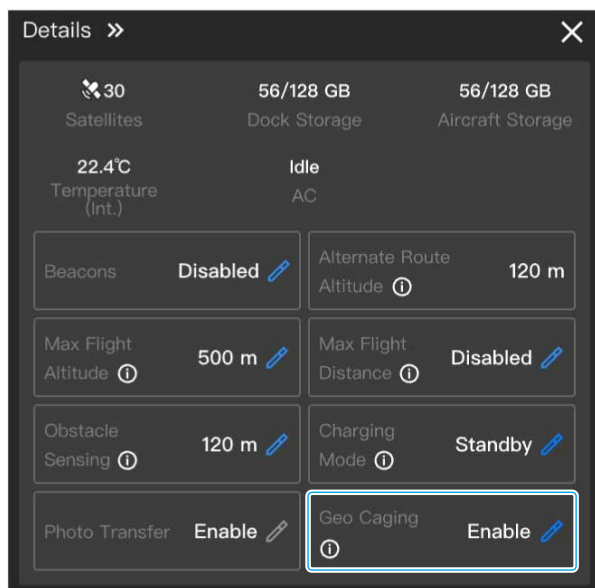 Details »
30 56/128 GB 56/128 GB
Satellites Dock Storage Aircraft Storage
22.4℃ Idle
Temperature AC
(Int.)
Beacons Disabled
Alternate Route
Altitude 120 m
Max Flight
Altitude 500 m
Max Flight
Distance Disabled
Obstacle
Sensing 120 m
Charging
Mode Standby
Photo Transfer Enable
Geo Caging
Enable